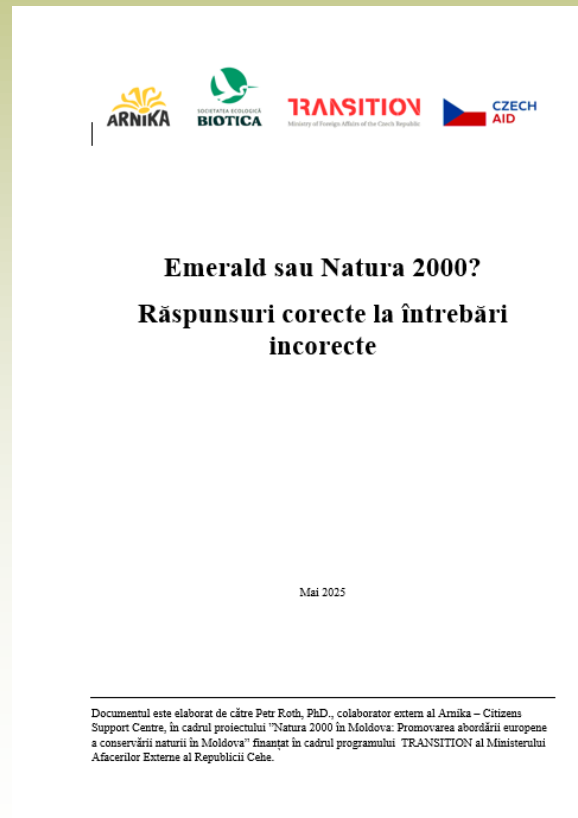 ARNIKA
SOCIETATEA ECOLOGICĂ
BIOTICA
TRANSITION
Ministry of Foreign Affairs of the Czech Republic
CZECH
AID
Emerald sau Natura 2000?
Răspunsuri corecte la întrebări
incorecte
Mai 2025
Documentul este elaborat de către Petr Roth, PhD., colaborator extern al Arnika – Citizens
Support Centre, în cadrul proiectului ”Natura 2000 în Moldova: Promovarea abordării europene
a conservării naturii în Moldova” finanțat în cadrul programului TRANSITION al Ministerului
Afacerilor Externe al Republicii Cehe.